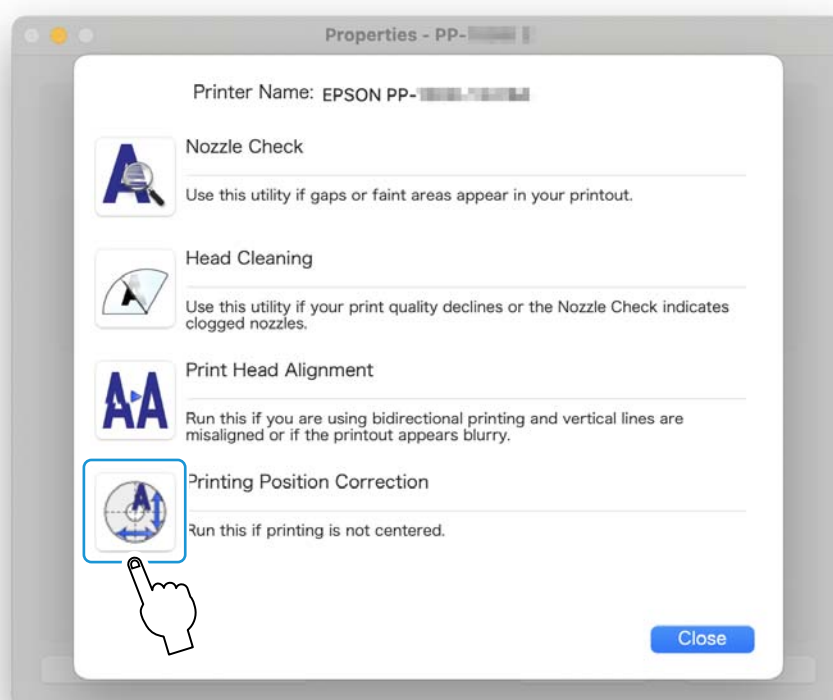 Properties - PP-
Printer Name: EPSON PP-
Nozzle Check
Use this utility if gaps or faint areas appear in your printout.
Head Cleaning
Use this utility if your print quality declines or the Nozzle Check indicates
clogged nozzles.
Print Head Alignment
Run this if you are using bidirectional printing and vertical lines are
misaligned or if the printout appears blurry.
Printing Position Correction
Run this if printing is not centered.
Close